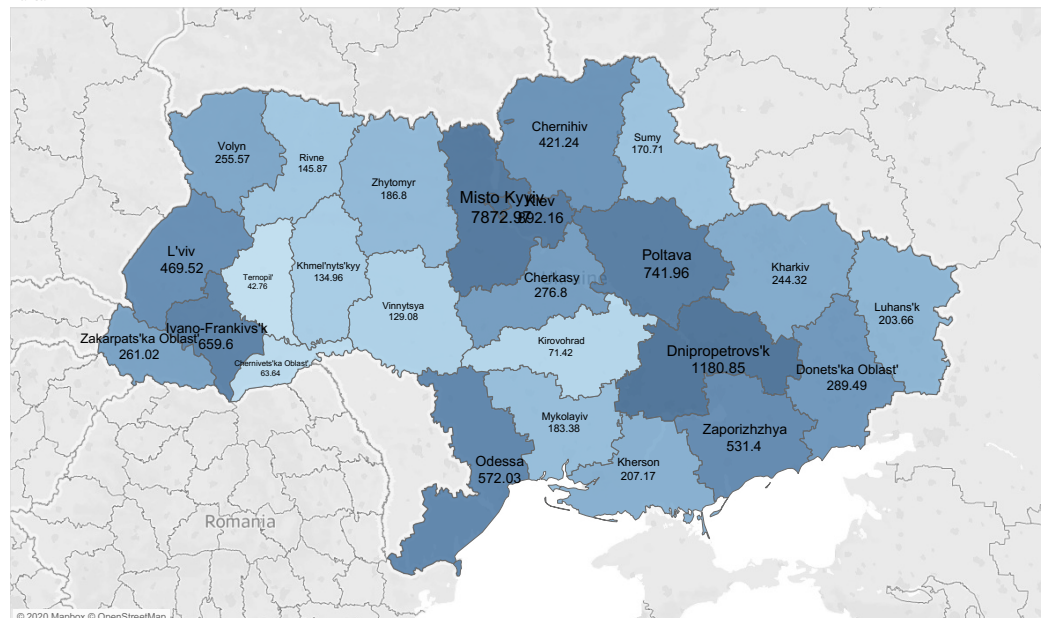 Chernihiv
421.24
Sumy
170.71
Volyn
255.57
Rivne
145.87
Zhytomyr
186.8
Misto Kyyiv
7872.97
Kiev
892.16
L'viv
469.52
Ternopil'
42.76
Khmel'nyts'kyy
134.96
Poltava
741.96
Kharkiv
244.32
Cherkasy
276.8
Vinnytsya
129.08
Luhans'k
203.66
Zakarpats'ka Oblast'
261.02
Ivano-Frankivs'k
659.6
Chernivets'ka Oblast'
63.64
Kirovohrad
71.42
Dnipropetrovs'k
1180.85
Donets'ka Oblast'
289.49
Mykolayiv
183.38
Zaporizhzhya
531.4
Odessa
572.03
Kherson
207.17
Romania
© 2020 Mapbox © OpenStreetMap